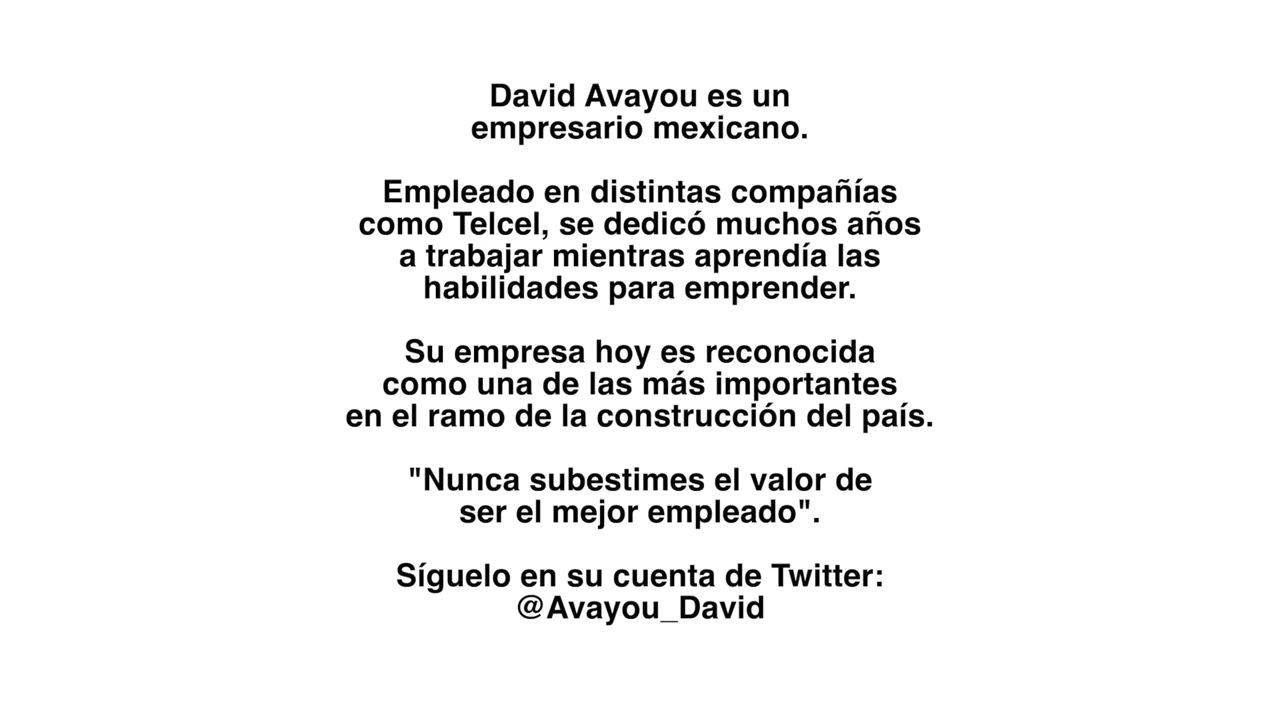 David Avayou es un
empresario mexicano.
Empleado en distintas compañías
como Telcel, se dedicó muchos años
a trabajar mientras aprendía las
habilidades para emprender.
Su empresa hoy es reconocida
como una de las más importantes
en el ramo de la construcción del país.
"Nunca subestimes el valor de
ser el mejor empleado".
Síguelo en su cuenta de Twitter:
@Avayou_David